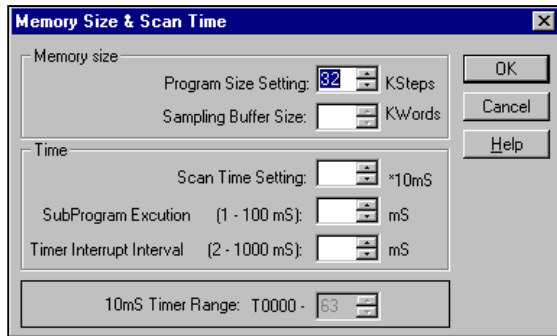 Memory Size & Scan Time
Memory size
Program Size Setting: 32 KSteps
Sampling Buffer Size: KWords
Time
Scan Time Setting: *10mS
SubProgram Excution (1 - 100 mS): mS
Timer Interrupt Interval (2 - 1000 mS): mS
10mS Timer Range: T0000 - 63
OK
Cancel
Help